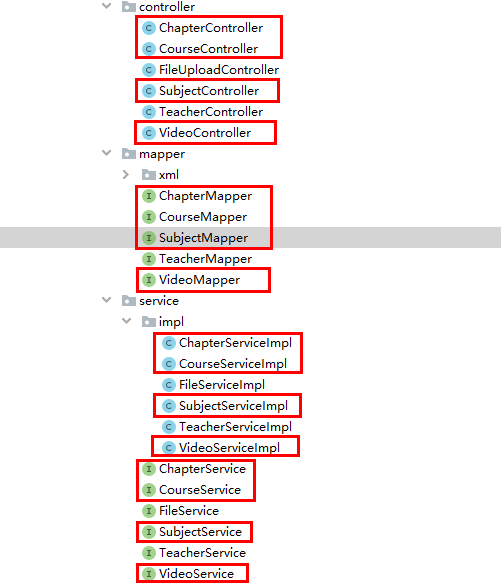 controller
ChapterController
CourseController
FileUploadController
SubjectController
TeacherController
VideoController
mapper
xml
ChapterMapper
CourseMapper
SubjectMapper
TeacherMapper
VideoMapper
service
impl
ChapterServiceImpl
CourseServiceImpl
FileServiceImpl
SubjectServiceImpl
TeacherServiceImpl
VideoServiceImpl
ChapterService
CourseService
FileService
SubjectService
TeacherService
VideoService